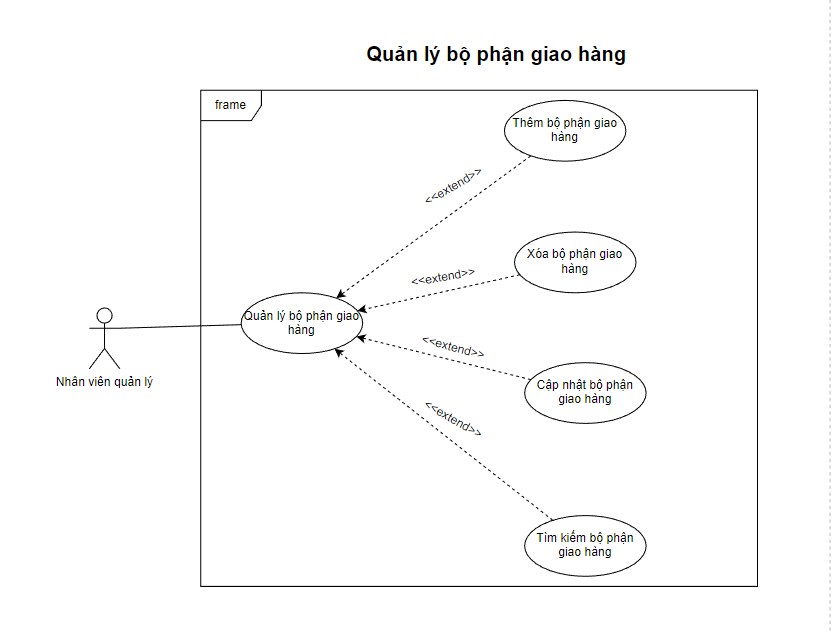 Quản lý bộ phận giao hàng
frame
Thêm bộ phận giao
hàng
<<extend>>
Xóa bộ phận giao
hàng
<<extend>>
Quản lý bộ phận giao
hàng
<<extend>>
Nhân viên quản lý
Cập nhật bộ phận
giao hàng
<<extend>>
Tìm kiếm bộ phận
giao hàng